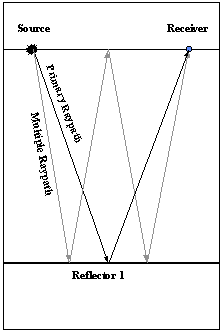 Source
Receiver
Primary Raypath
Multiple Raypath
Reflector 1